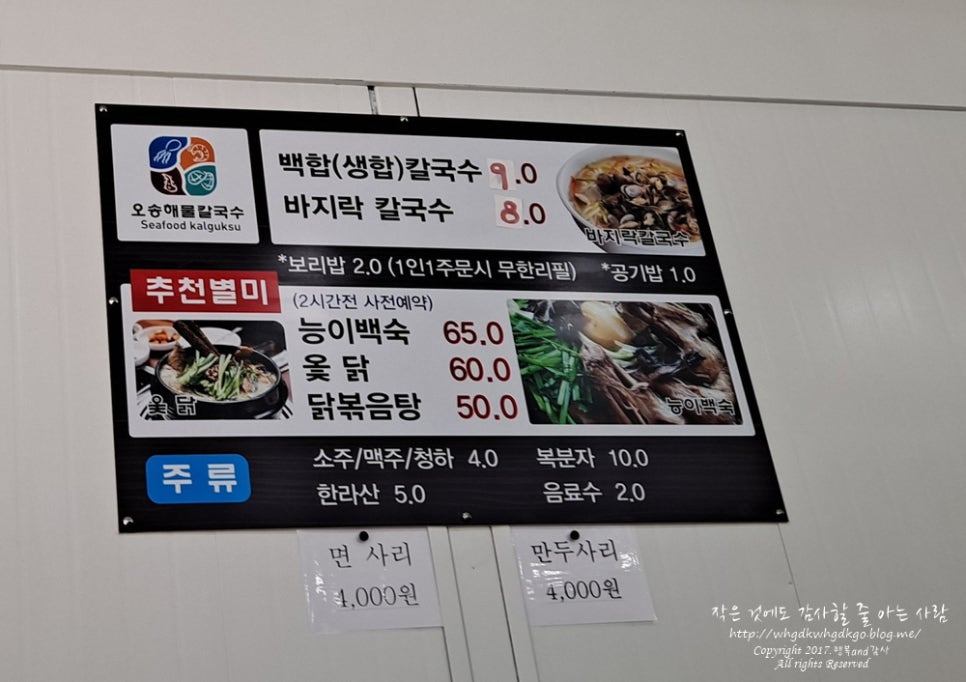 오송해물칼국수
Seafood kalguksu
백합(생합)칼국수 9.0
바지락 칼국수 8.0
바지락칼국수
*보리밥 2.0 (1인1주문시 무한리필) *공기밥 1.0
추천별미
(2시간전 사전예약)
능이백숙 65.0
옻 닭 60.0
닭볶음탕 50.0
옻 닭
능이백숙
주 류
소주/맥주/청하 4.0 복분자 10.0
한라산 5.0 음료수 2.0
면 사리
4,000원
만두사리
4,000원
작은 것에도 감사할 줄 아는 사람
http://whgdkwhgdkgo.blog.me/
Copyright 2017.행복and감사
All rights Reserved